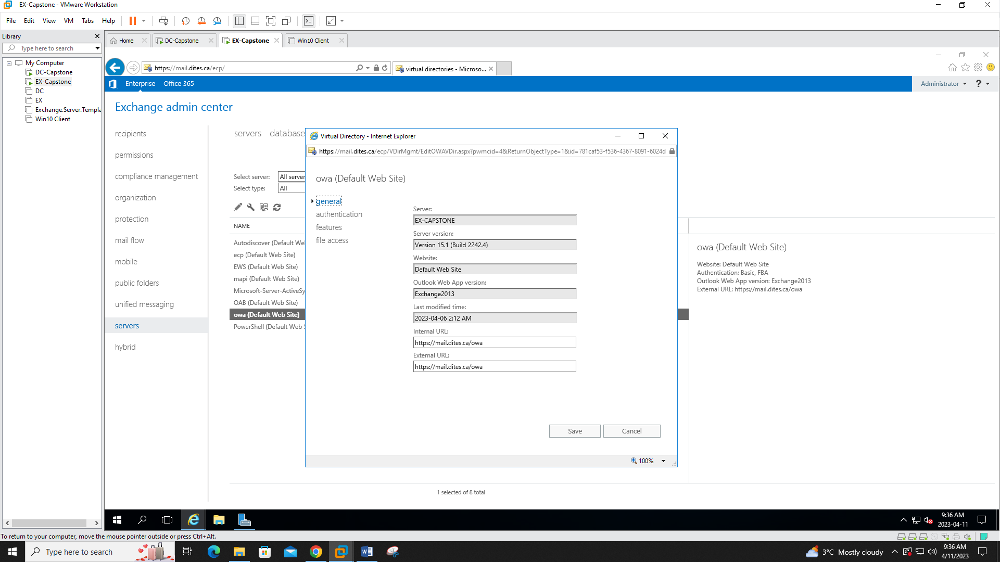 EX-Capstone - VMware Workstation
File Edit View VM Tabs Help
Library
Type here to search
My Computer
DC-Capstone
EX-Capstone
DC
EX
Exchange.Server.Templa
Win10 Client
Home
DC-Capstone
EX-Capstone
Win10 Client
https://mail.dites.ca/ecp/
virtual directories - Microso...
Enterprise Office 365
Administrator ?
Exchange admin center
recipients
permissions
compliance management
organization
protection
mail flow
mobile
public folders
unified messaging
servers
hybrid
servers database
Select server: All server
Select type: All
NAME
Autodiscover (Default We
ecp (Default Web Site)
EWS (Default Web Site)
mapi (Default Web Site)
Microsoft-Server-ActiveSy
OAB (Default Web Site)
owa (Default Web Site)
PowerShell (Default Web S
1 selected of 8 total
Virtual Directory - Internet Explorer
https://mail.dites.ca/ecp/VDirMgmt/EditOWAVDir.aspx?pwmcid=4&ReturnObjectType=1&id=781caf53-f536-4367-8091-6024d
owa (Default Web Site)
general
authentication
features
file access
Server:
EX-CAPSTONE
Server version:
Version 15.1 (Build 2242.4)
Website:
Default Web Site
Outlook Web App version:
Exchange2013
Last modified time:
2023-04-06 2:12 AM
Internal URL:
https://mail.dites.ca/owa
External URL:
https://mail.dites.ca/owa
Save Cancel
100%
owa (Default Web Site)
Website: Default Web Site
Authentication: Basic, FBA
Outlook Web App version: Exchange2013
External URL: https://mail.dites.ca/owa
9:36 AM
2023-04-11
To return to your computer, move the mouse pointer outside or press Ctrl+Alt.
Type here to search
3°C Mostly cloudy
9:36 AM
4/11/2023